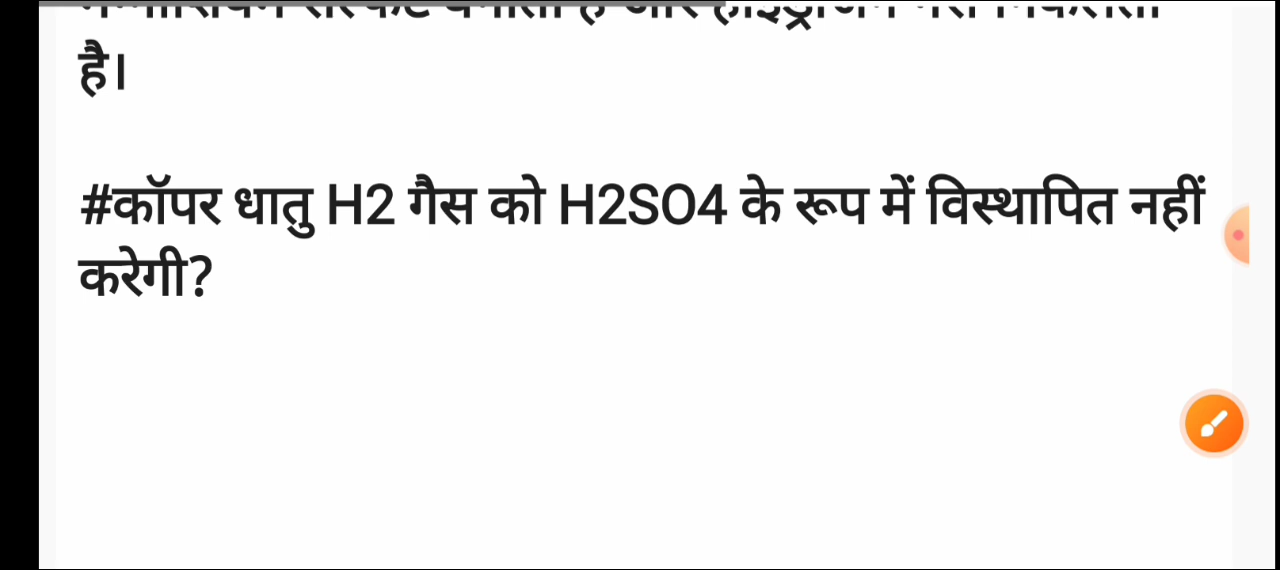 है।
#कॉपर धातु H2 गैस को H2SO4 के रूप में विस्थापित नहीं
करेगी?